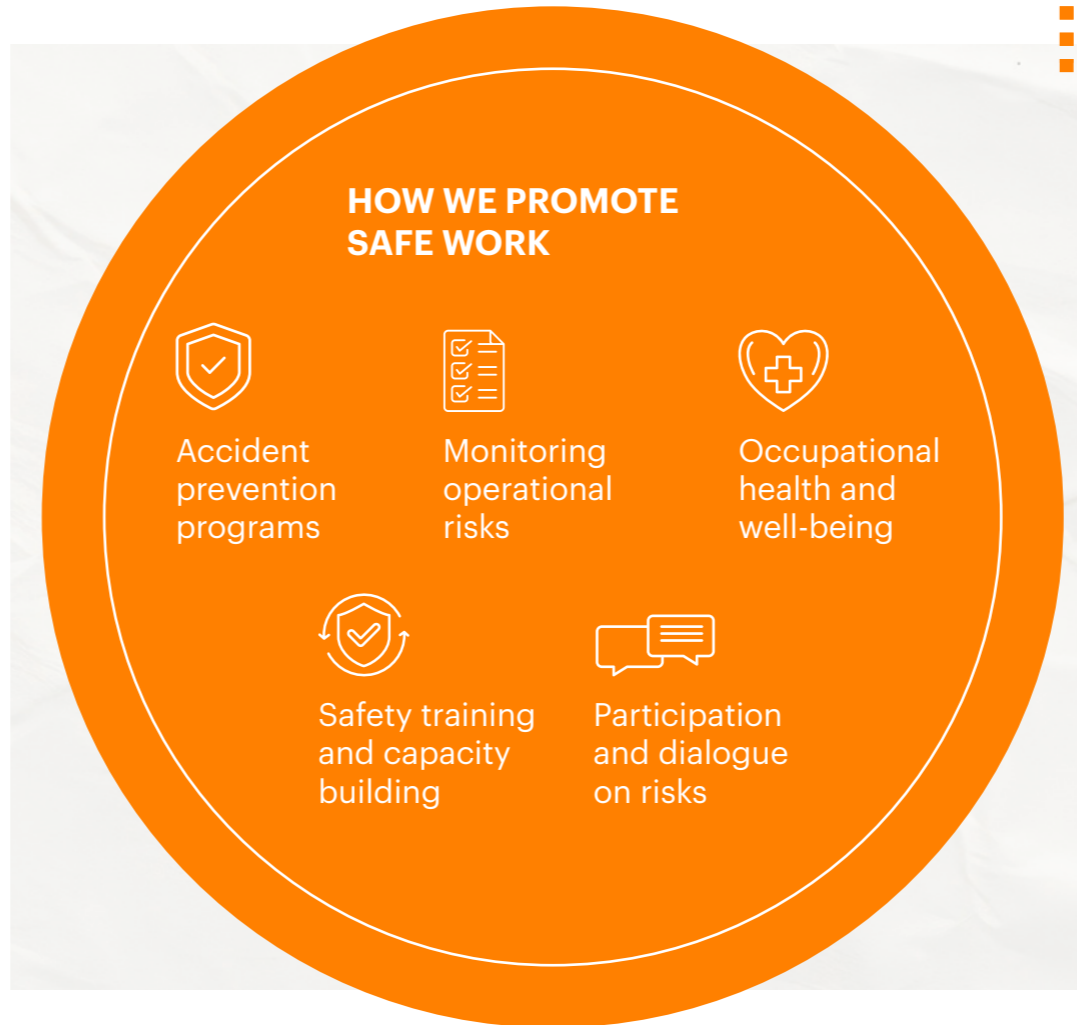 HOW WE PROMOTE
SAFE WORK
Accident
prevention
programs
Monitoring
operational
risks
Occupational
health and
well-being
Safety training
and capacity
building
Participation
and dialogue
on risks